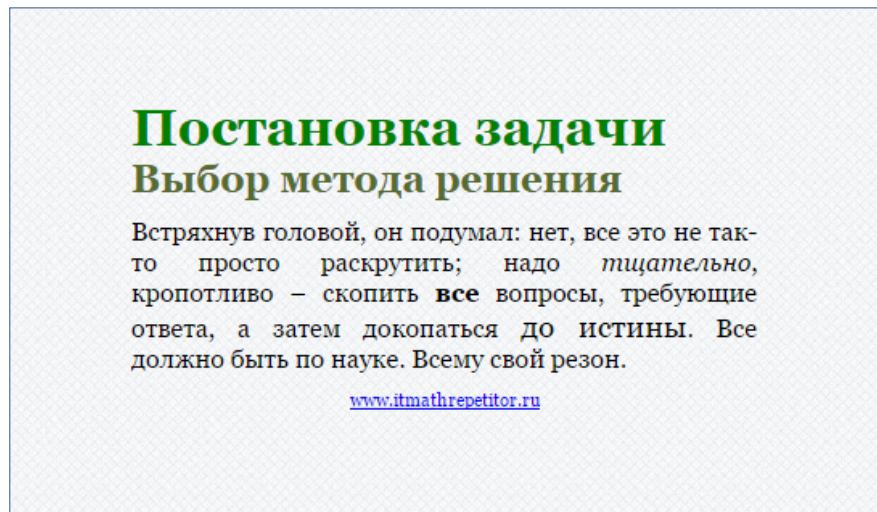 Постановка задачи
Выбор метода решения
Встряхнув головой, он подумал: нет, все это не так-
то просто раскрутить; надо тщательно,
кропотливо – скопить все вопросы, требующие
ответа, а затем докопаться до истины. Все
должно быть по науке. Всему свой резон.
www.itmathrepetitor.ru